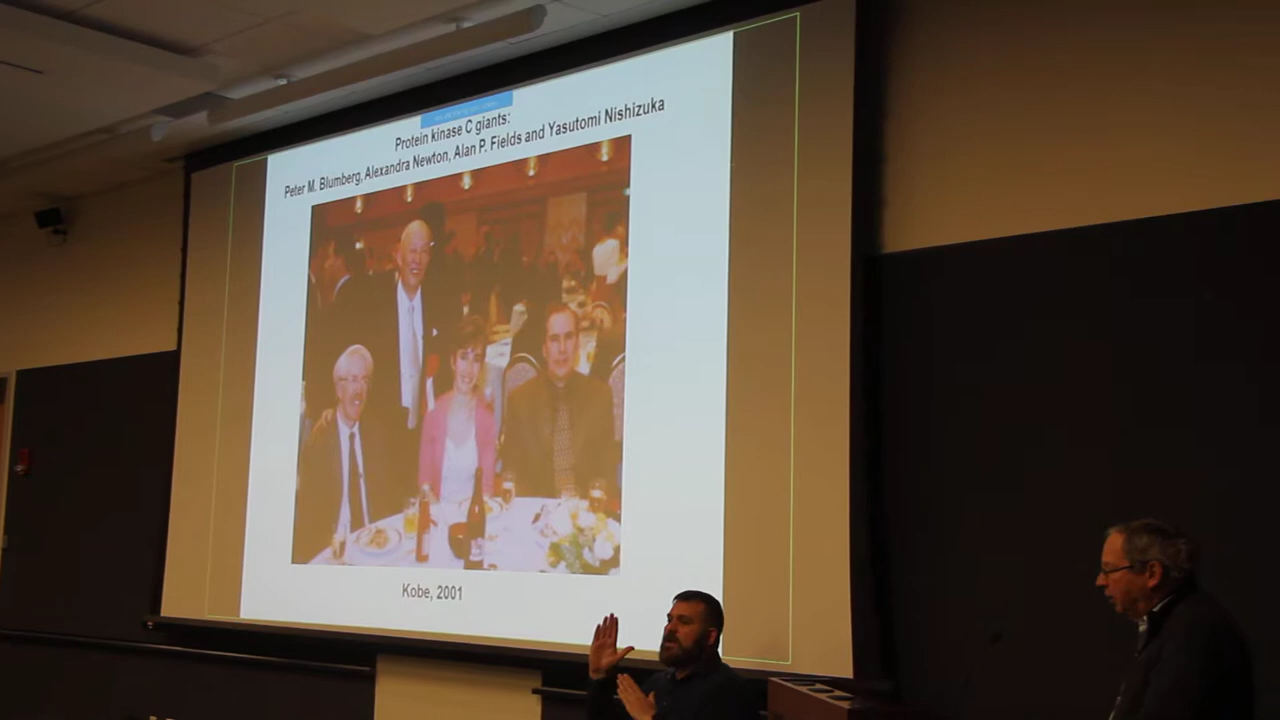 Protein kinase C giants:
Peter M. Blumberg, Alexandra Newton, Alan P. Fields and Yasutomi Nishizuka
Kobe, 2001